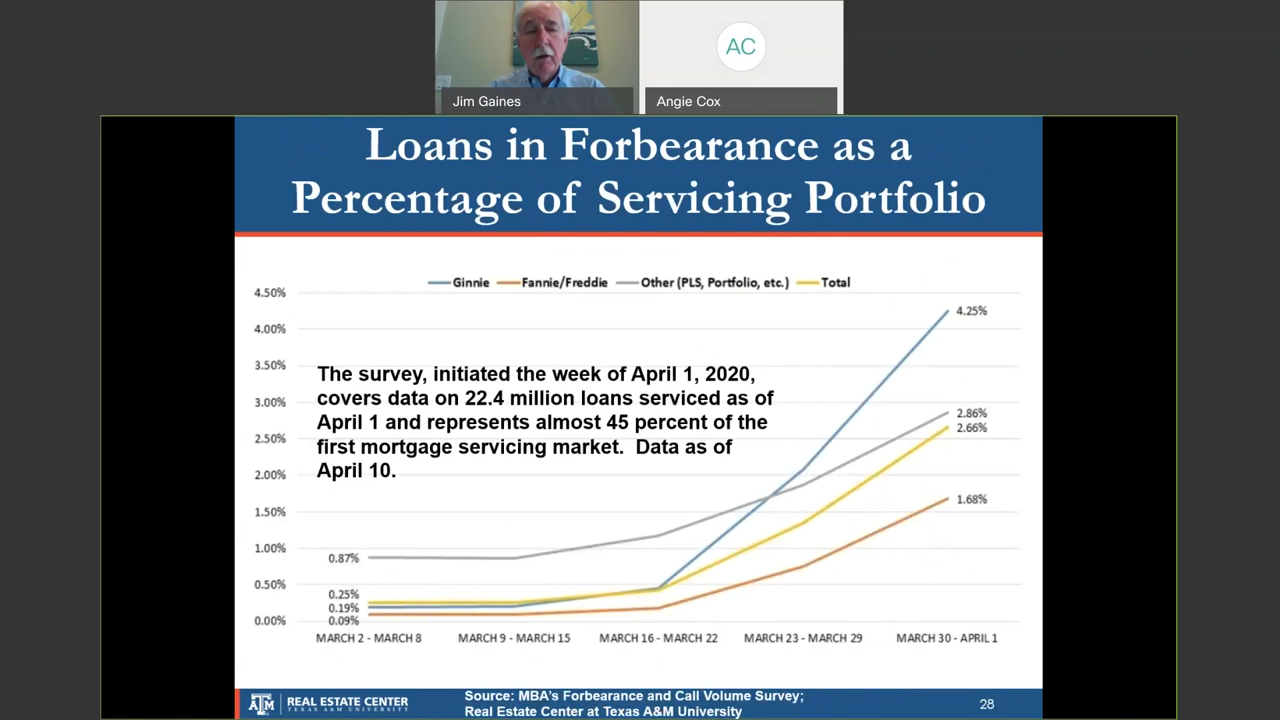 AC
Jim Gaines
Angie Cox
Loans in Forbearance as a
Percentage of Servicing Portfolio
Ginnie Fannie/Freddie Other (PLS, Portfolio, etc.) Total
4.50%
4.00%
3.50%
3.00%
2.50%
2.00%
1.50%
1.00%
0.50%
0.00%
The survey, initiated the week of April 1, 2020,
covers data on 22.4 million loans serviced as of
April 1 and represents almost 45 percent of the
first mortgage servicing market. Data as of
April 10.
4.25%
2.86%
2.66%
1.68%
0.87%
0.25%
0.19%
0.09%
MARCH 2 - MARCH 8 MARCH 9 - MARCH 15 MARCH 16 - MARCH 22 MARCH 23 - MARCH 29 MARCH 30 - APRIL 1
ATM REAL ESTATE CENTER
TEXAS A&M UNIVERSITY
Source: MBA's Forbearance and Call Volume Survey;
Real Estate Center at Texas A&M University
28